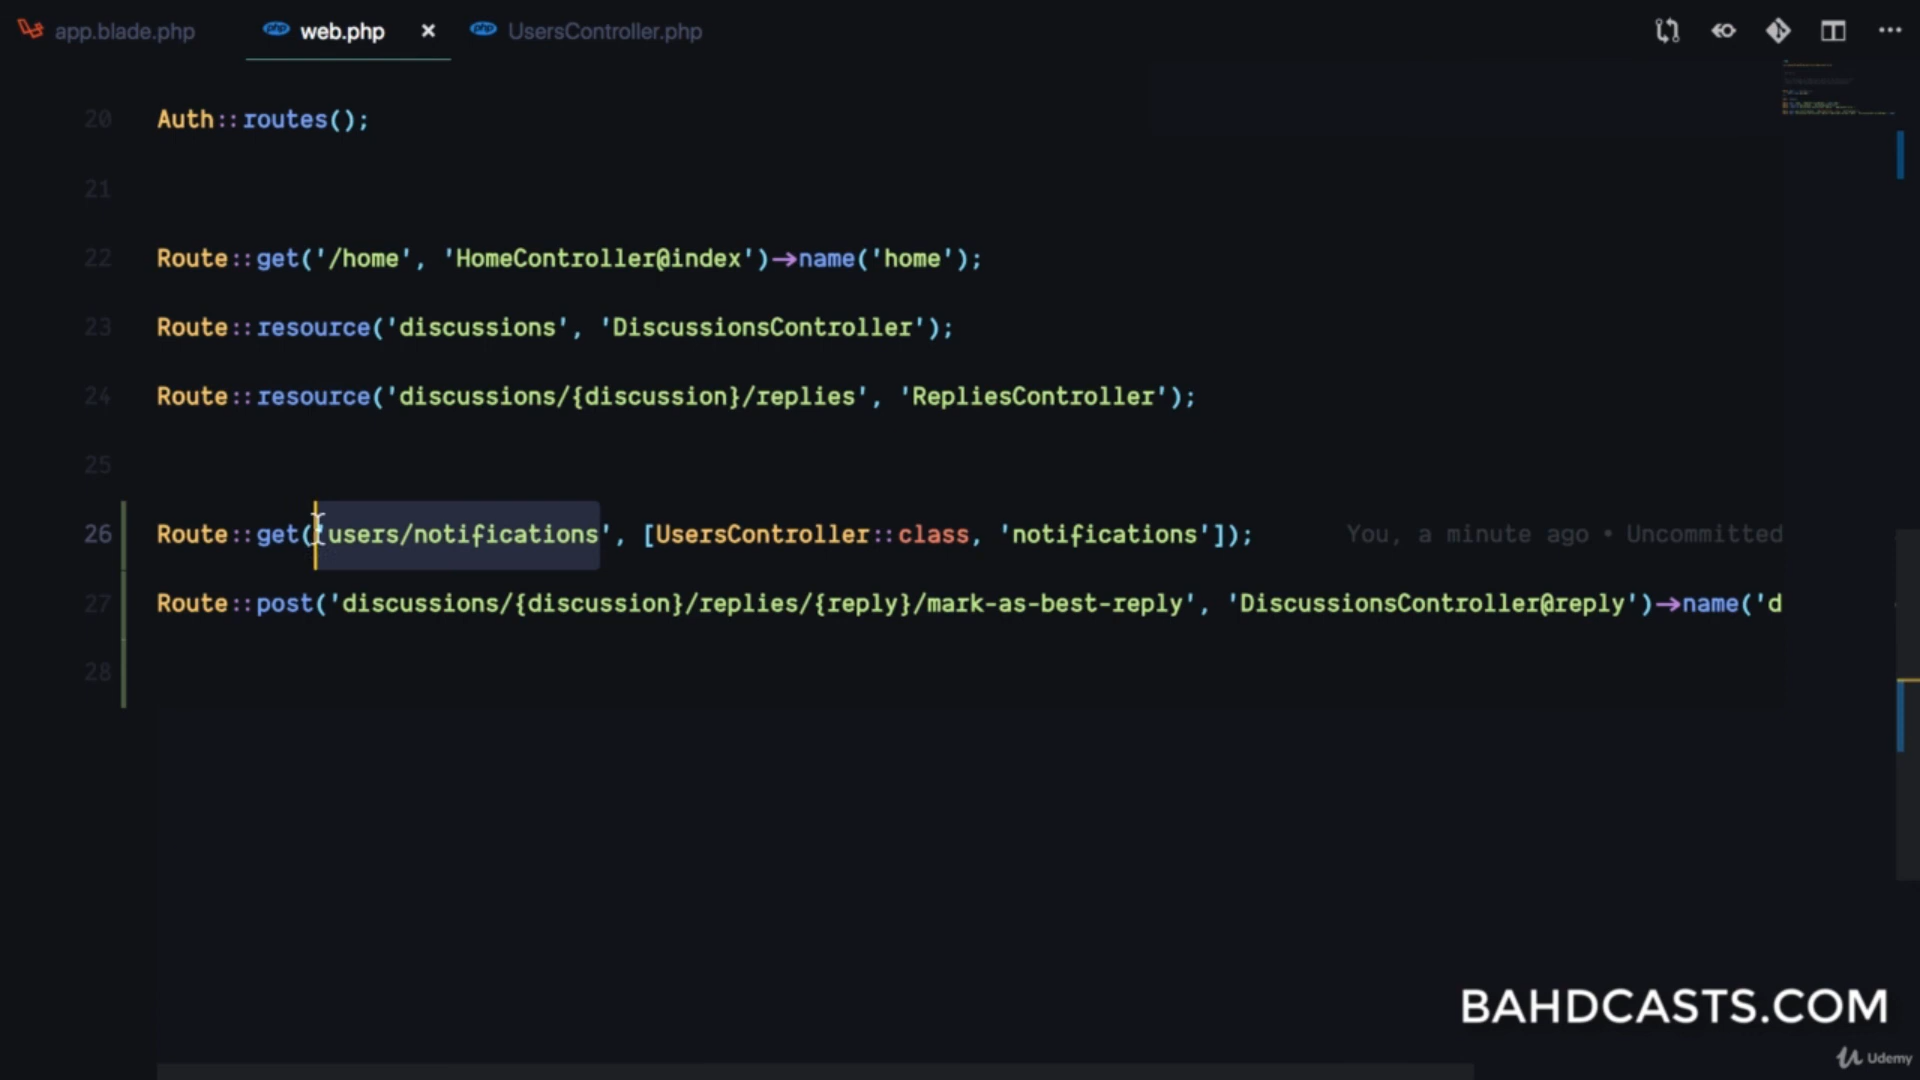 app.blade.php
web.php ×
UsersController.php
20 Auth::routes();
21
22 Route::get('/home', 'HomeController@index')→name('home');
23 Route::resource('discussions', 'DiscussionsController');
24 Route::resource('discussions/{discussion}/replies', 'RepliesController');
25
26 Route::get('users/notifications', [UsersController::class, 'notifications']); You, a minute ago • Uncommitted
27 Route::post('discussions/{discussion}/replies/{reply}/mark-as-best-reply', 'DiscussionsController@reply')→name('d
28
BAHDCASTS.COM
Udemy